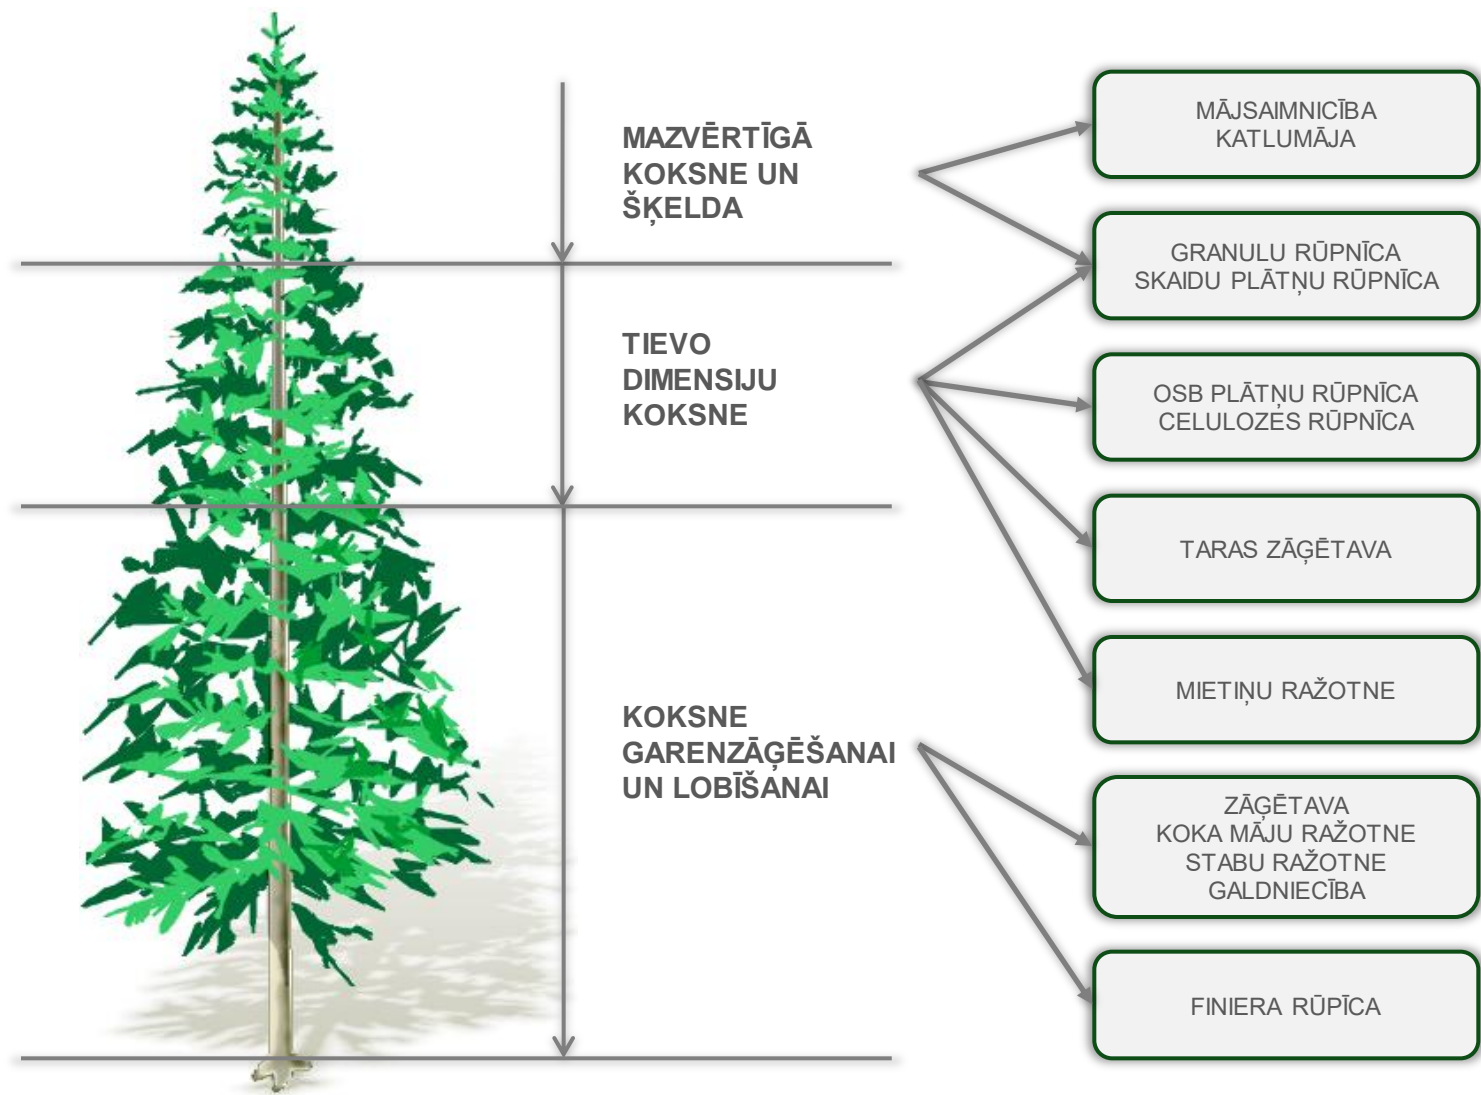 MAZVĒRTĪGĀ
KOKSNE UN
ŠĶELDA
TIEVO
DIMENSIJU
KOKSNE
KOKSNE
GARENZĀĢĒŠANAI
UN LOBĪŠANAI
MĀJSAIMNICĪBA
KATLUMĀJA
GRANULU RŪPNĪCA
SKAIDU PLĀTŅU RŪPNĪCA
OSB PLĀTŅU RŪPNĪCA
CELULOZES RŪPNĪCA
TARAS ZĀĢĒTAVA
MIETIŅU RAŽOTNE
ZĀĢĒTAVA
KOKA MĀJU RAŽOTNE
STABU RAŽOTNE
GALDNIECĪBA
FINIERA RŪPĪCA